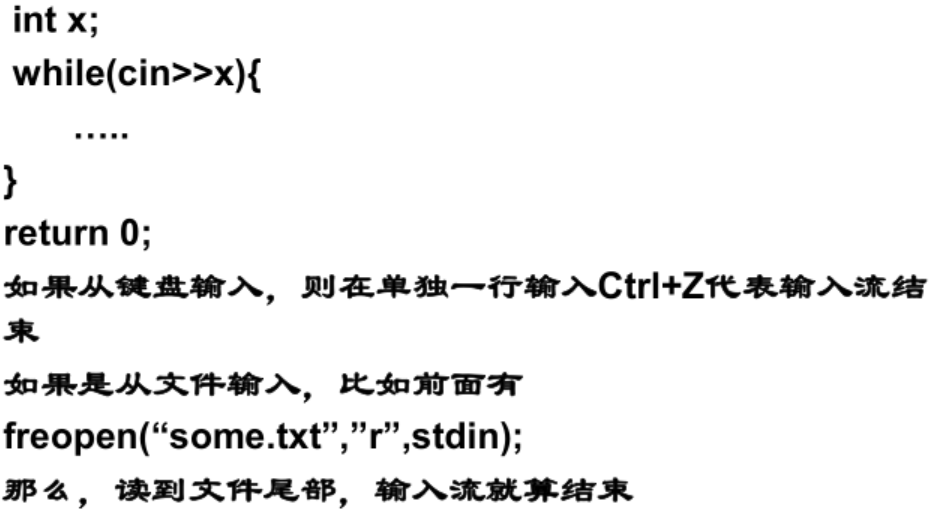 int x;
while(cin>>x){
…..
}
return 0;
如果从键盘输入，则在单独一行输入Ctrl+Z代表输入流结
束
如果是从文件输入，比如前面有
freopen(“some.txt”,”r”,stdin);
那么，读到文件尾部，输入流就算结束